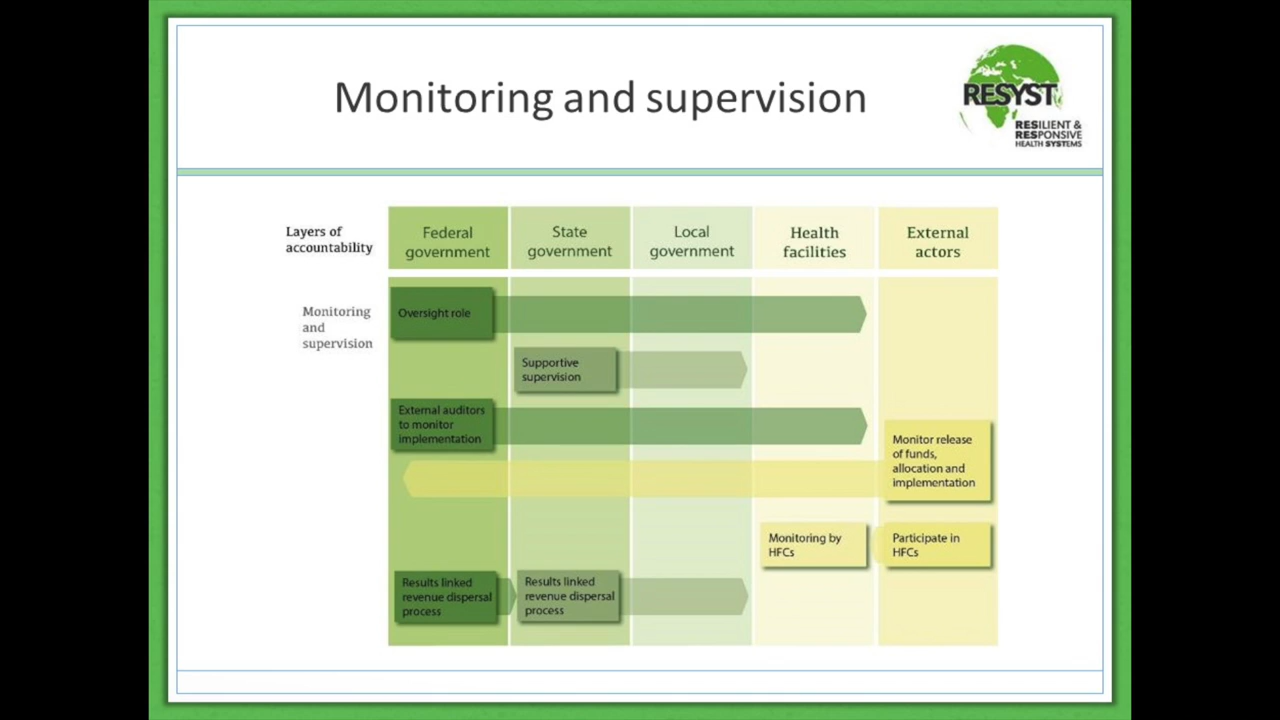 Monitoring and supervision
RESYST
RESILIENT &
RESPONSIVE
HEALTH SYSTEMS
Layers of
accountability
Federal
government
State
government
Local
government
Health
facilities
External
actors
Monitoring
and
supervision
Oversight role
Supportive
supervision
External auditors
to monitor
implementation
Monitor release
of funds,
allocation and
implementation
Monitoring by
HFCs
Participate in
HFCs
Results linked
revenue dispersal
process
Results linked
revenue dispersal
process